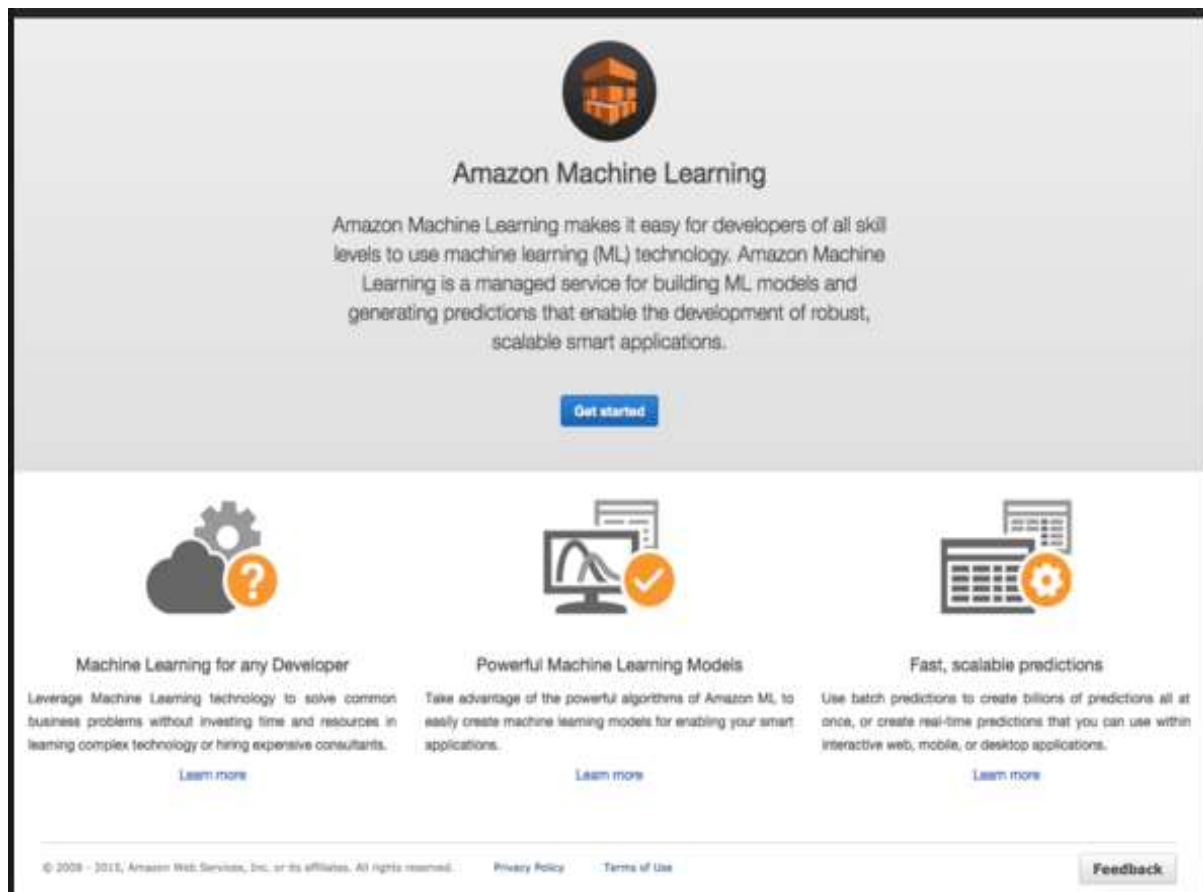 Amazon Machine Learning
Amazon Machine Learning makes it easy for developers of all skill
levels to use machine learning (ML) technology. Amazon Machine
Learning is a managed service for building ML models and
generating predictions that enable the development of robust,
scalable smart applications.
Get started
Machine Learning for any Developer
Leverage Machine Learning technology to solve common
business problems without investing time and resources in
learning complex technology or hiring expensive consultants.
Learn more
Powerful Machine Learning Models
Take advantage of the powerful algorithms of Amazon ML to
easily create machine learning models for enabling your smart
applications.
Learn more
Fast, scalable predictions
Use batch predictions to create billions of predictions all at
once, or create real-time predictions that you can use within
interactive web, mobile, or desktop applications.
Learn more
© 2008 - 2015, Amazon Web Services, Inc. or its affiliates. All rights reserved. Privacy Policy Terms of Use Feedback